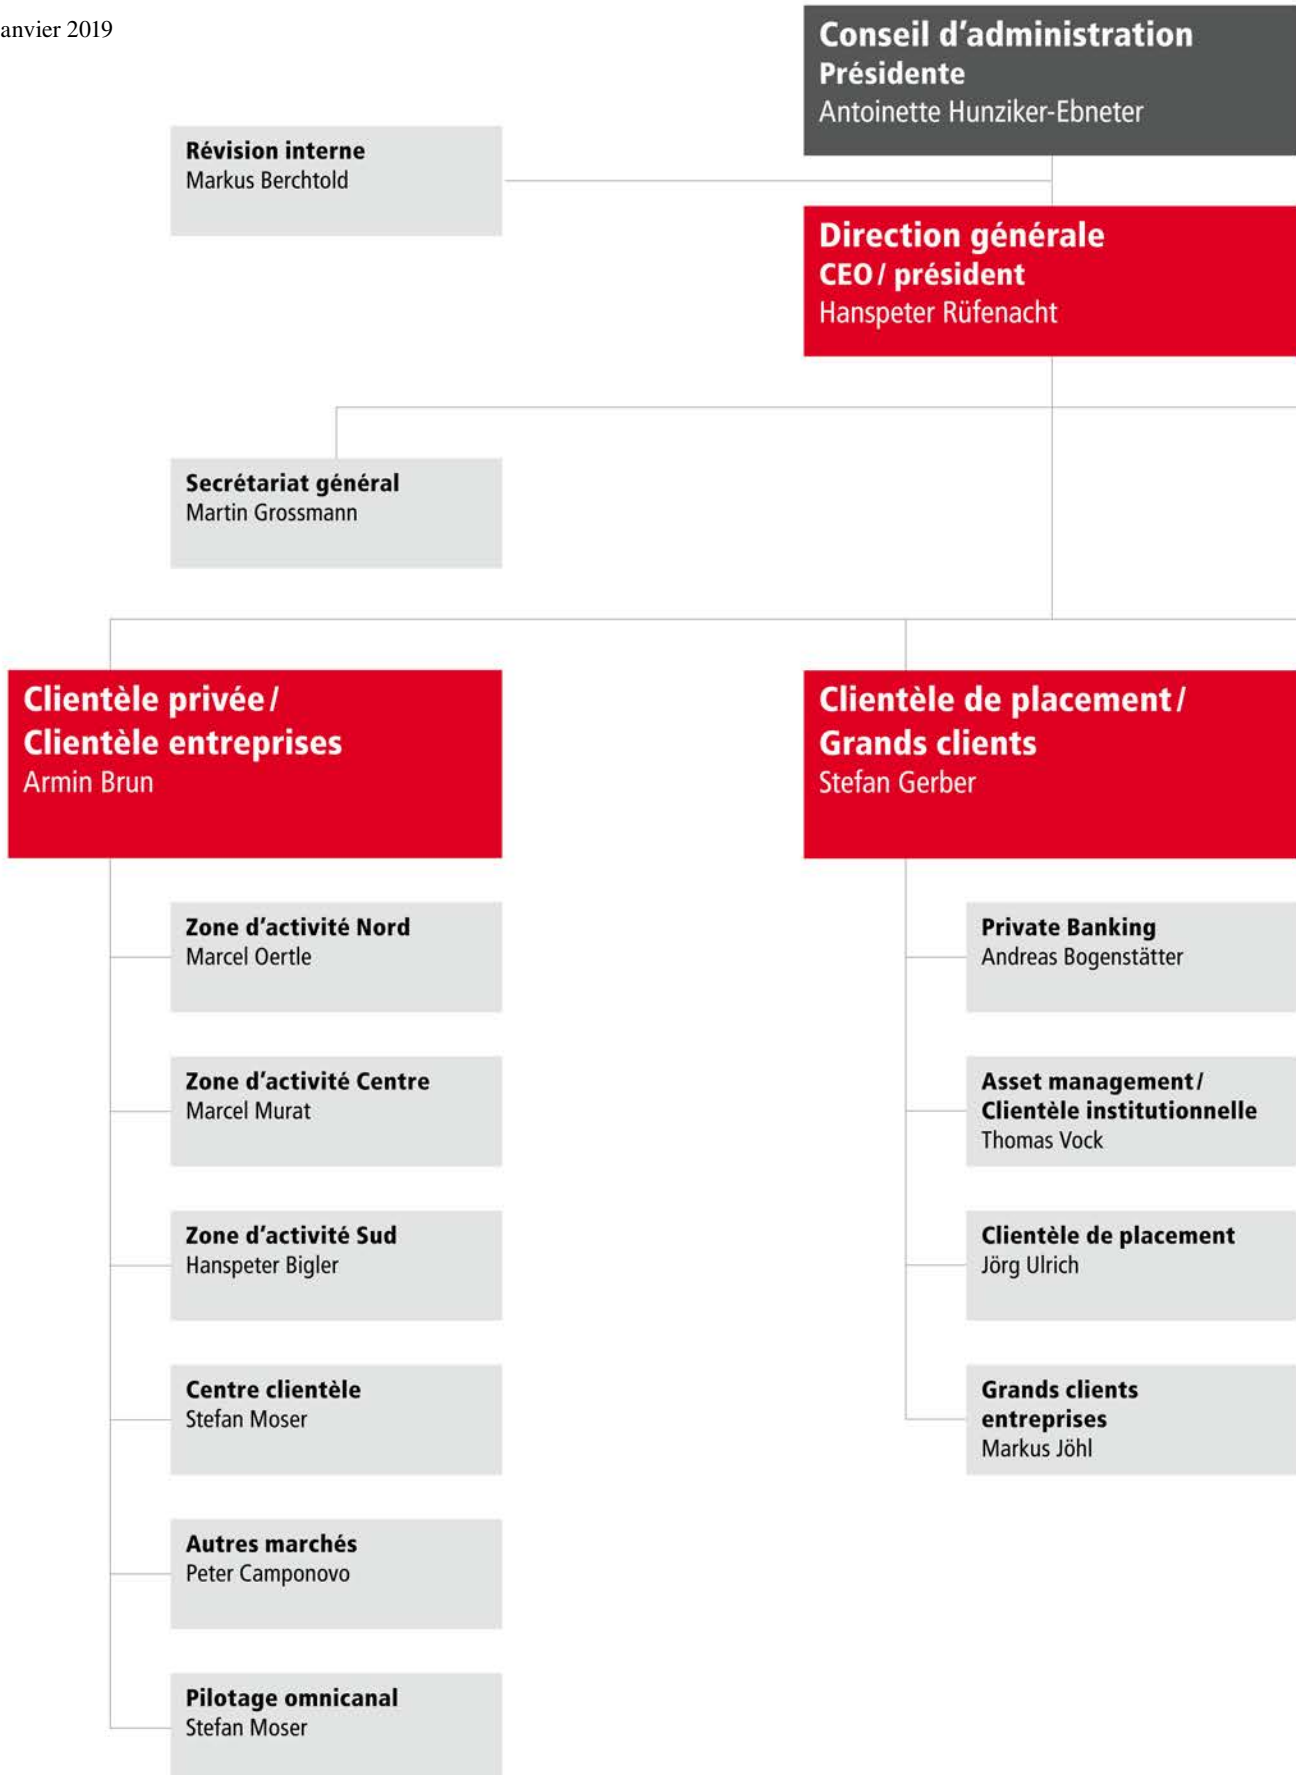 anvier 2019
Conseil d’administration
Présidente
Antoinette Hunziker-Ebneter
Révision interne
Markus Berchtold
Direction générale
CEO / président
Hanspeter Rüfenacht
Secrétariat général
Martin Grossmann
Clientèle privée /
Clientèle entreprises
Armin Brun
Zone d’activité Nord
Marcel Oertle
Zone d’activité Centre
Marcel Murat
Zone d’activité Sud
Hanspeter Bigler
Centre clientèle
Stefan Moser
Autres marchés
Peter Camponovo
Pilotage omnicanal
Stefan Moser
Clientèle de placement /
Grands clients
Stefan Gerber
Private Banking
Andreas Bogenstätter
Asset management /
Clientèle institutionnelle
Thomas Vock
Clientèle de placement
Jörg Ulrich
Grands clients
entreprises
Markus Jöhl